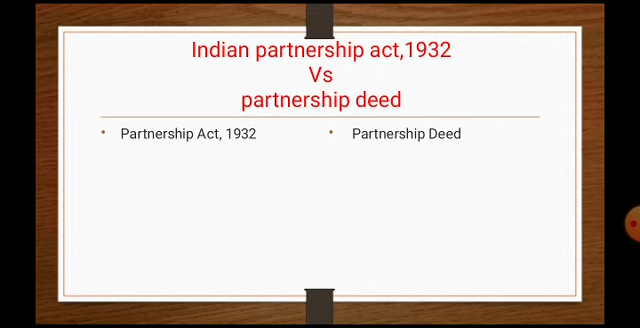 Indian partnership act,1932
Vs
partnership deed
• Partnership Act, 1932
• Partnership Deed